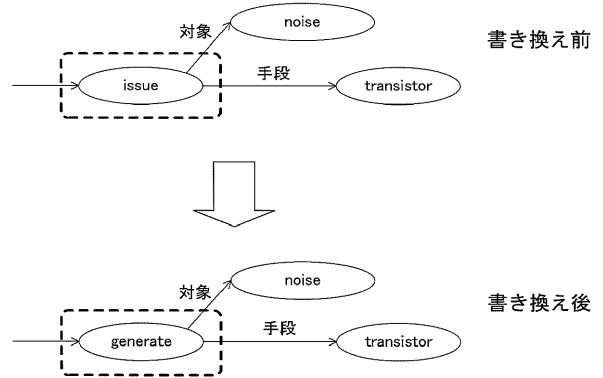 noise
対象
書き換え前
issue
手段
transistor
noise
対象
書き換え後
generate
手段
transistor